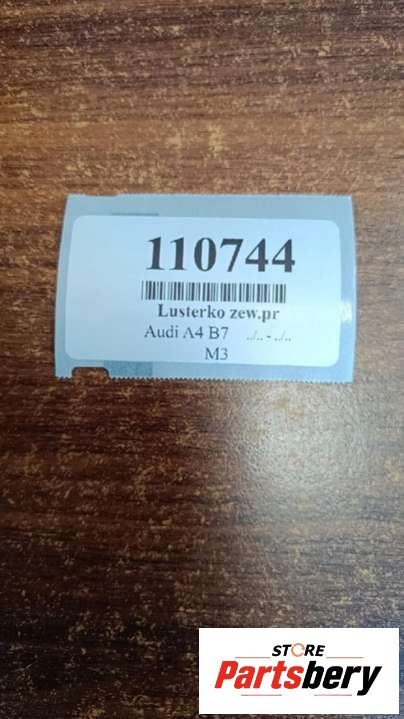 110744
Lusterko zew.pr
Audi A4 B7 ./.. - ./..
M3
STORE
Partsbery